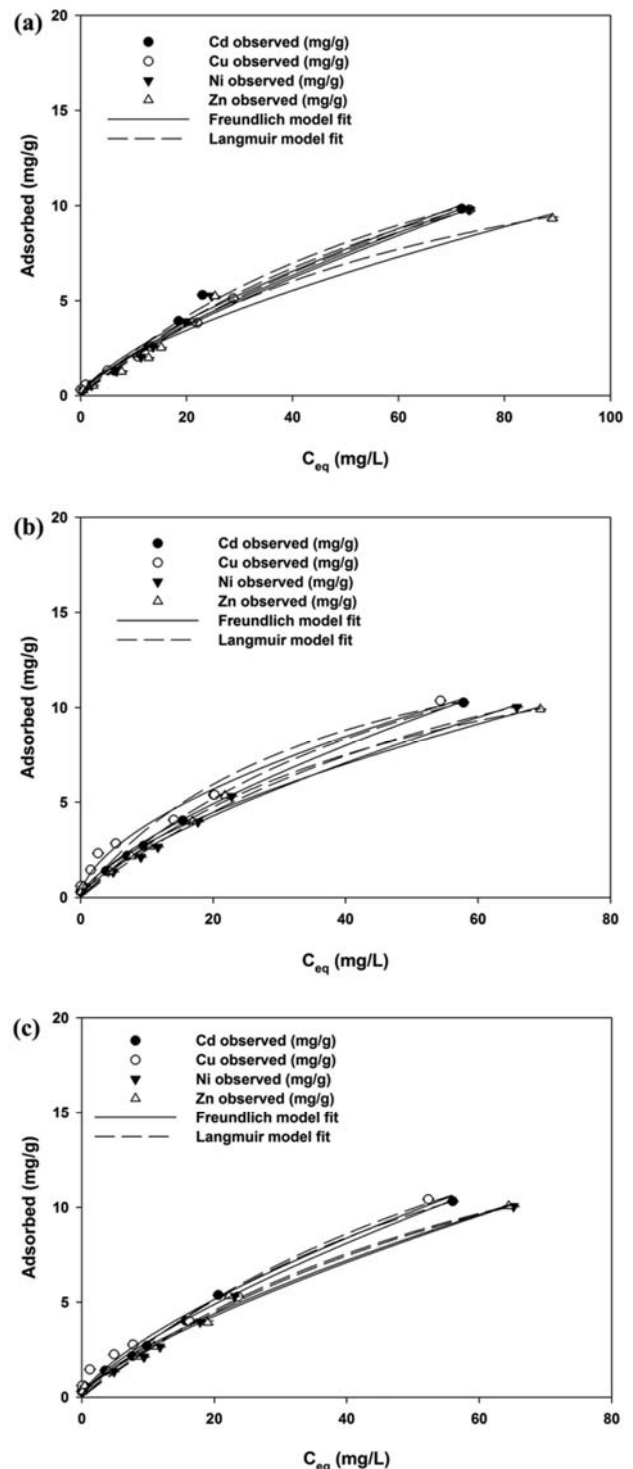 (a)
20
Cd observed (mg/g)
Cu observed (mg/g)
Ni observed (mg/g)
Zn observed (mg/g)
15
Freundlich model fit
Langmuir model fit
Adsorbed (mg/g)
10
5
0
0 20 40 60 80 100
Ceq (mg/L)
(b)
20
Cd observed (mg/g)
Cu observed (mg/g)
Ni observed (mg/g)
Zn observed (mg/g)
15
Freundlich model fit
Langmuir model fit
Adsorbed (mg/g)
10
5
0
0 20 40 60 80
Ceq (mg/L)
(c)
20
Cd observed (mg/g)
Cu observed (mg/g)
Ni observed (mg/g)
Zn observed (mg/g)
15
Freundlich model fit
Langmuir model fit
Adsorbed (mg/g)
10
5
0
0 20 40 60 80
Ceq (mg/L)